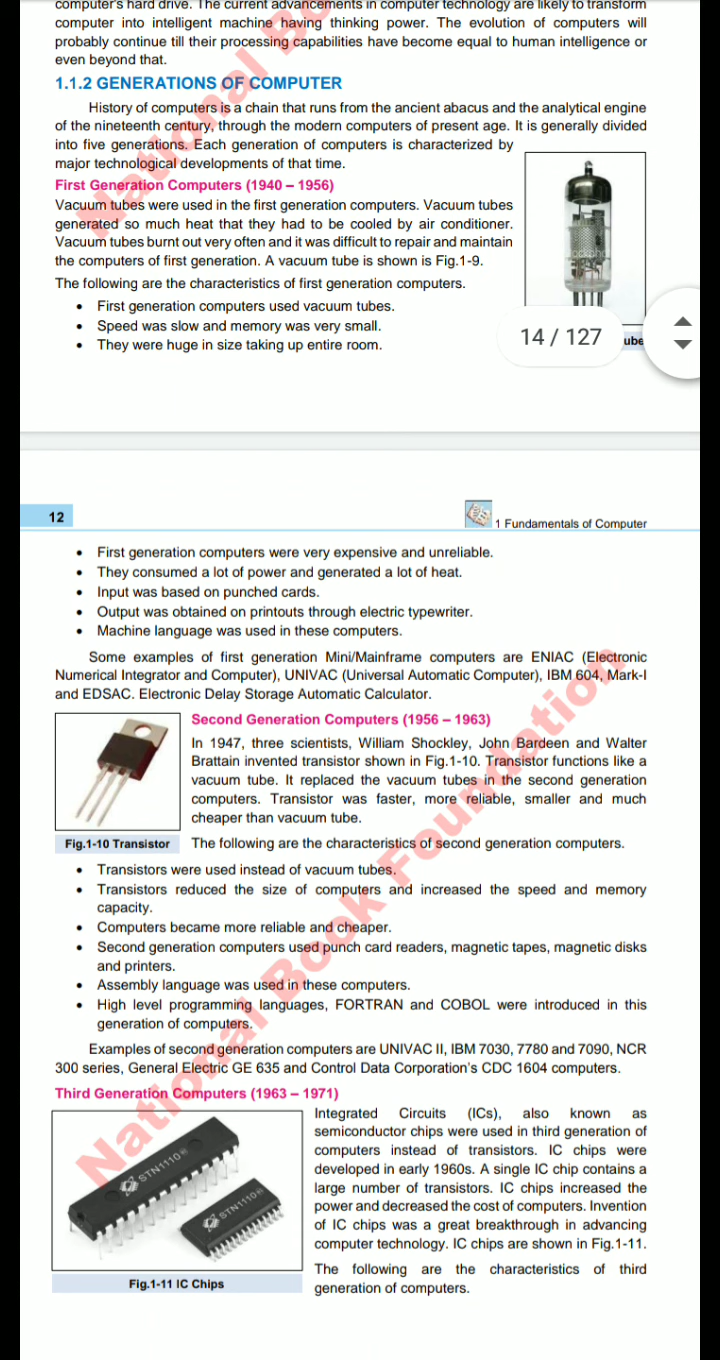 computer's hard drive. The current advancements in computer technology are likely to transform
computer into intelligent machine having thinking power. The evolution of computers will
probably continue till their processing capabilities have become equal to human intelligence or
even beyond that.
1.1.2 GENERATIONS OF COMPUTER
History of computers is a chain that runs from the ancient abacus and the analytical engine
of the nineteenth century, through the modern computers of present age. It is generally divided
into five generations. Each generation of computers is characterized by
major technological developments of that time.
First Generation Computers (1940 – 1956)
Vacuum tubes were used in the first generation computers. Vacuum tubes
generated so much heat that they had to be cooled by air conditioner.
Vacuum tubes burnt out very often and it was difficult to repair and maintain
the computers of first generation. A vacuum tube is shown is Fig.1-9.
The following are the characteristics of first generation computers.
• First generation computers used vacuum tubes.
• Speed was slow and memory was very small.
• They were huge in size taking up entire room.
14 / 127
ube
National Bo
12
1 Fundamentals of Computer
• First generation computers were very expensive and unreliable.
• They consumed a lot of power and generated a lot of heat.
• Input was based on punched cards.
• Output was obtained on printouts through electric typewriter.
• Machine language was used in these computers.
Some examples of first generation Mini/Mainframe computers are ENIAC (Electronic
Numerical Integrator and Computer), UNIVAC (Universal Automatic Computer), IBM 604, Mark-I
and EDSAC. Electronic Delay Storage Automatic Calculator.
Second Generation Computers (1956 – 1963)
In 1947, three scientists, William Shockley, John Bardeen and Walter
Brattain invented transistor shown in Fig.1-10. Transistor functions like a
vacuum tube. It replaced the vacuum tubes in the second generation
computers. Transistor was faster, more reliable, smaller and much
cheaper than vacuum tube.
Fig.1-10 Transistor
The following are the characteristics of second generation computers.
• Transistors were used instead of vacuum tubes.
• Transistors reduced the size of computers and increased the speed and memory
capacity.
• Computers became more reliable and cheaper.
• Second generation computers used punch card readers, magnetic tapes, magnetic disks
and printers.
• Assembly language was used in these computers.
• High level programming languages, FORTRAN and COBOL were introduced in this
generation of computers.
Examples of second generation computers are UNIVAC II, IBM 7030, 7780 and 7090, NCR
300 series, General Electric GE 635 and Control Data Corporation's CDC 1604 computers.
Third Generation Computers (1963 – 1971)
Integrated Circuits (ICs), also known as
semiconductor chips were used in third generation of
computers instead of transistors. IC chips were
developed in early 1960s. A single IC chip contains a
large number of transistors. IC chips increased the
power and decreased the cost of computers. Invention
of IC chips was a great breakthrough in advancing
computer technology. IC chips are shown in Fig.1-11.
STN1110®
STN1110®
Fig.1-11 IC Chips
The following are the characteristics of third
generation of computers.
National Book Foundation